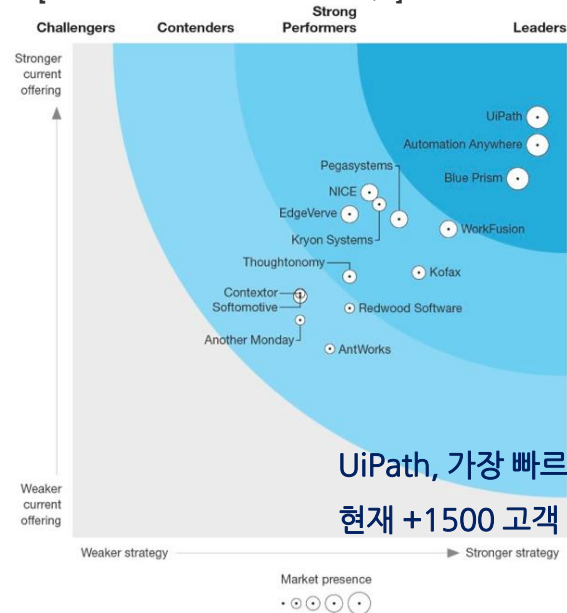 Challengers
Contenders
Strong
Performers
Leaders
Stronger
current
offering
UiPath
Automation Anywhere
Pegasystems
Blue Prism
NICE
EdgeVerve
Kryon Systems
WorkFusion
Thoughtonomy
Kofax
Contextor
Softomotive
Redwood Software
Another Monday
AntWorks
UiPath, 가장 빠르
현재 +1500 고객
Weaker
current
offering
Weaker strategy
Stronger strategy
Market presence